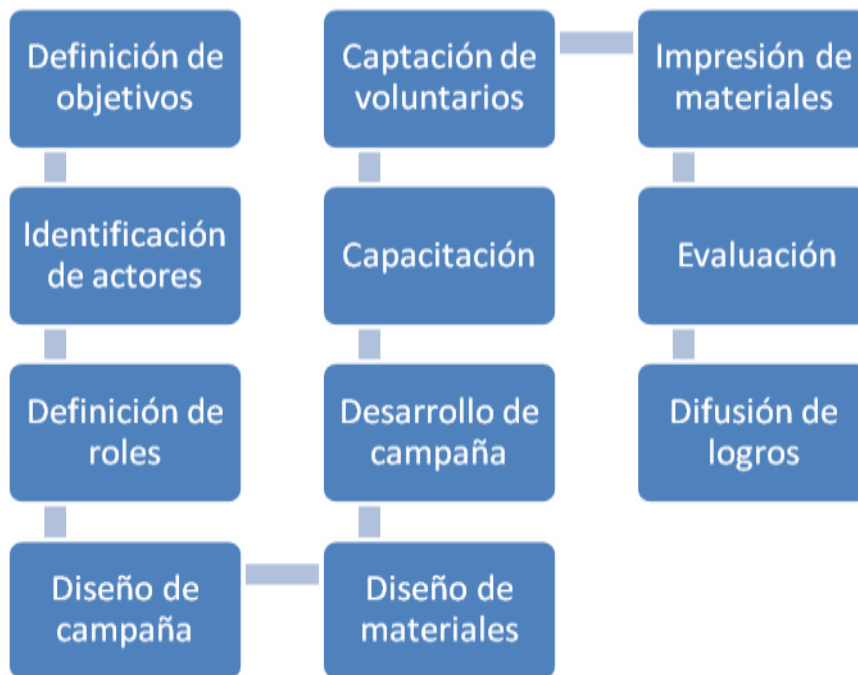 Definición de
objetivos
Identificación
de actores
Definición de
roles
Diseño de
campaña
Diseño de
materiales
Desarrollo de
campaña
Capacitación
Captación de
voluntarios
Impresión de
materiales
Evaluación
Difusión de
logros